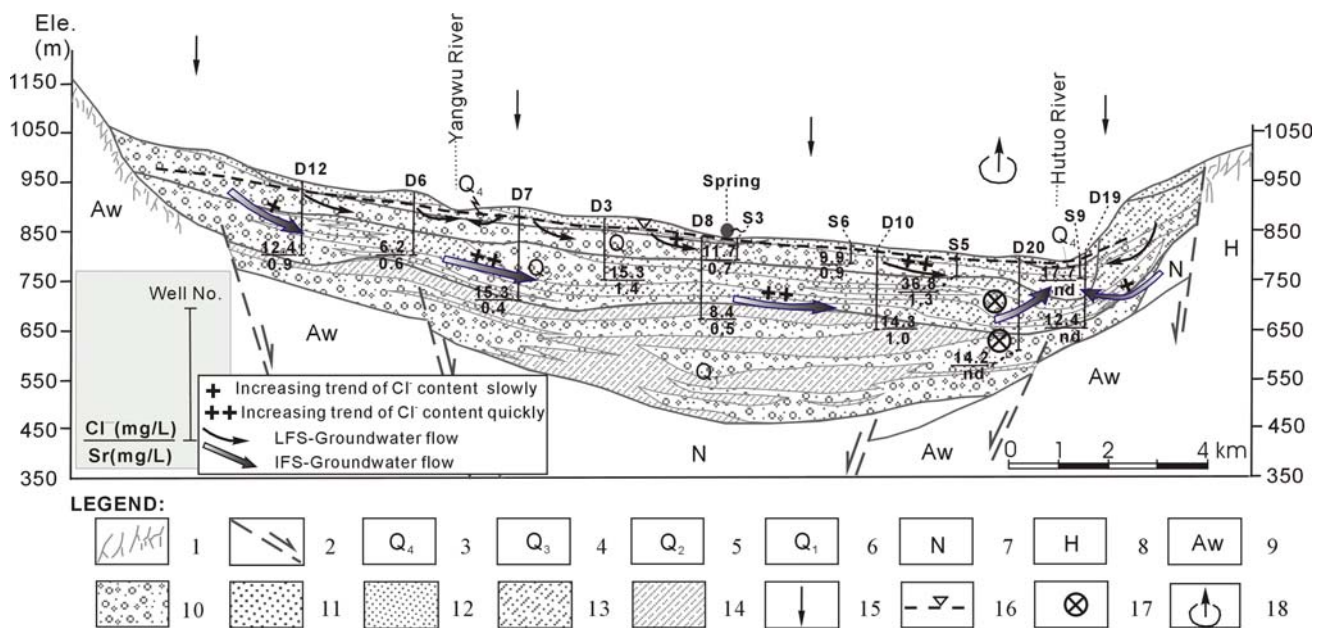 Ele.
(m)
1150
1050
950
850
750
650
550
450
350
1050
950
850
750
650
550
450
350
Yangwu River
Hutuo River
D12
D6
Q4
D7
D3
D8
Spring
S3
S6
D10
S5
D20
Q4
S9
D19
Aw
Aw
Aw
Aw
N
N
H
Q
Q
Q1
12.4
0.9
6.2
0.6
15.3
0.4
15.3
1.4
11.7
0.7
8.4
0.5
9.9
0.9
36.8
1.3
14.3
1.0
14.2
nd
17.7
nd
12.4
nd
Well No.
Cl⁻(mg/L)
Sr(mg/L)
Increasing trend of Cl⁻ content slowly
Increasing trend of Cl⁻ content quickly
LFS-Groundwater flow
IFS-Groundwater flow
0 2 4 km
LEGEND:
1 2 Q4 3 Q3 4 Q2 5 Q1 6 N 7 H 8 Aw 9
10 11 12 13 14 15 16 17 18